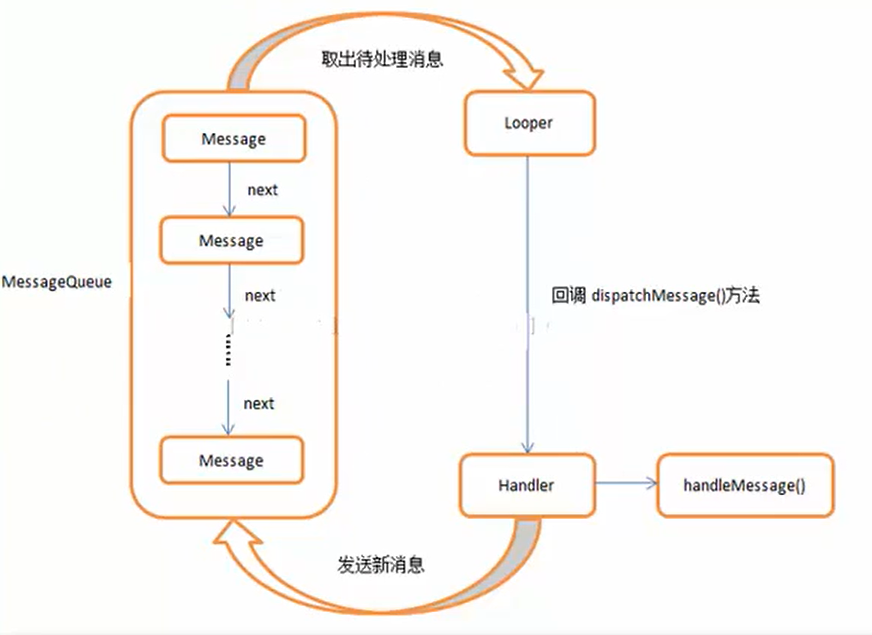 取出待处理消息
Looper
Message
next
Message
MessageQueue
next
回调 dispatchMessage()方法
next
Message
Handler
handleMessage()
发送新消息